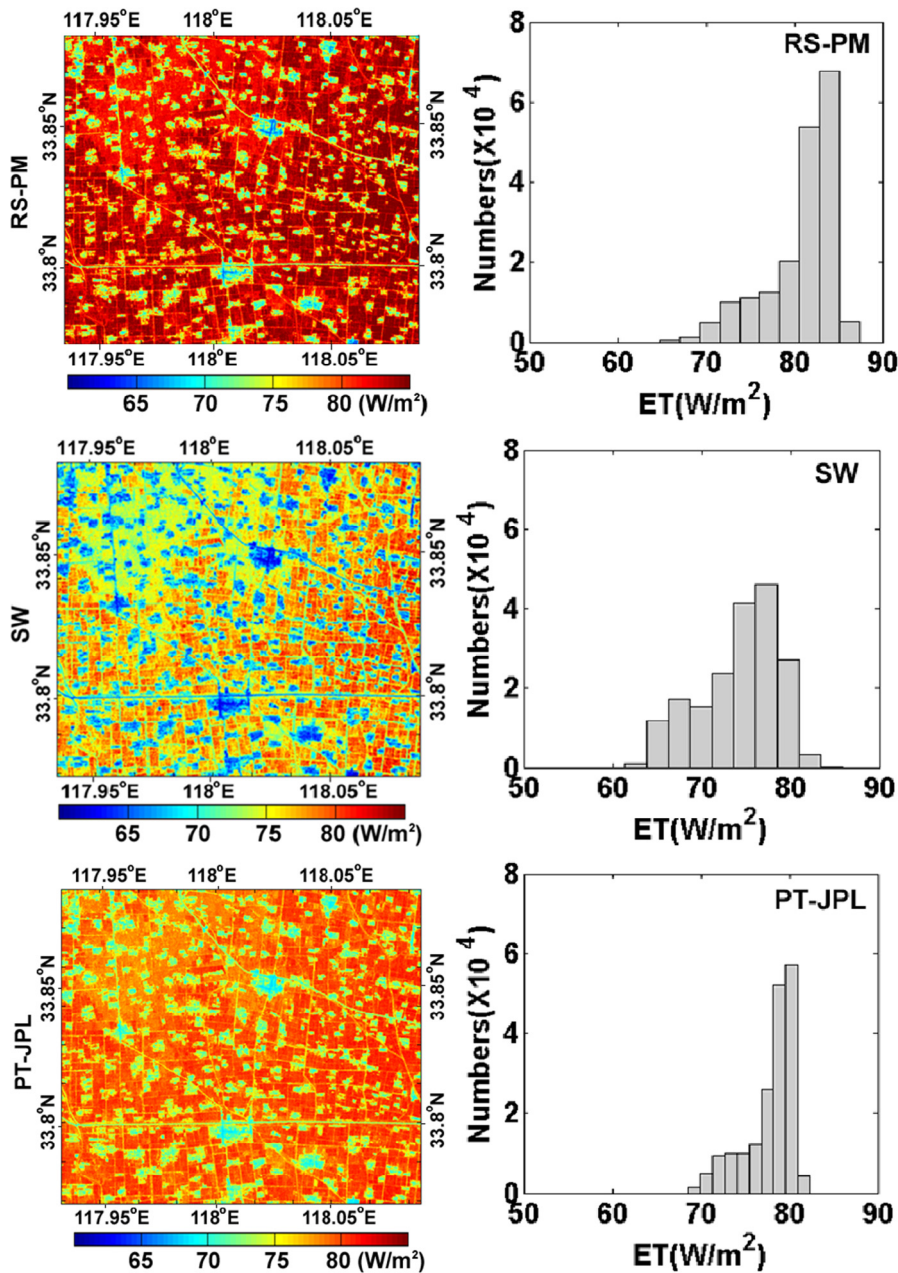 117.95°E 118°E 118.05°E
33.85°N
33.8°N
RS-PM
33.85°N
33.8°N
117.95°E 118°E 118.05°E
65 70 75 80 (W/m²)
RS-PM
Numbers(X10 4)
8
6
4
2
0
50 60 70 80 90
ET(W/m2)
117.95°E 118°E 118.05°E
33.85°N
33.8°N
SW
33.85°N
33.8°N
117.95°E 118°E 118.05°E
65 70 75 80 (W/m²)
SW
Numbers(X10 4)
8
6
4
2
0
50 60 70 80 90
ET(W/m2)
117.95°E 118°E 118.05°E
33.85°N
33.8°N
PT-JPL
33.85°N
33.8°N
117.95°E 118°E 118.05°E
65 70 75 80 (W/m²)
PT-JPL
Numbers(X10 4)
8
6
4
2
0
50 60 70 80 90
ET(W/m2)